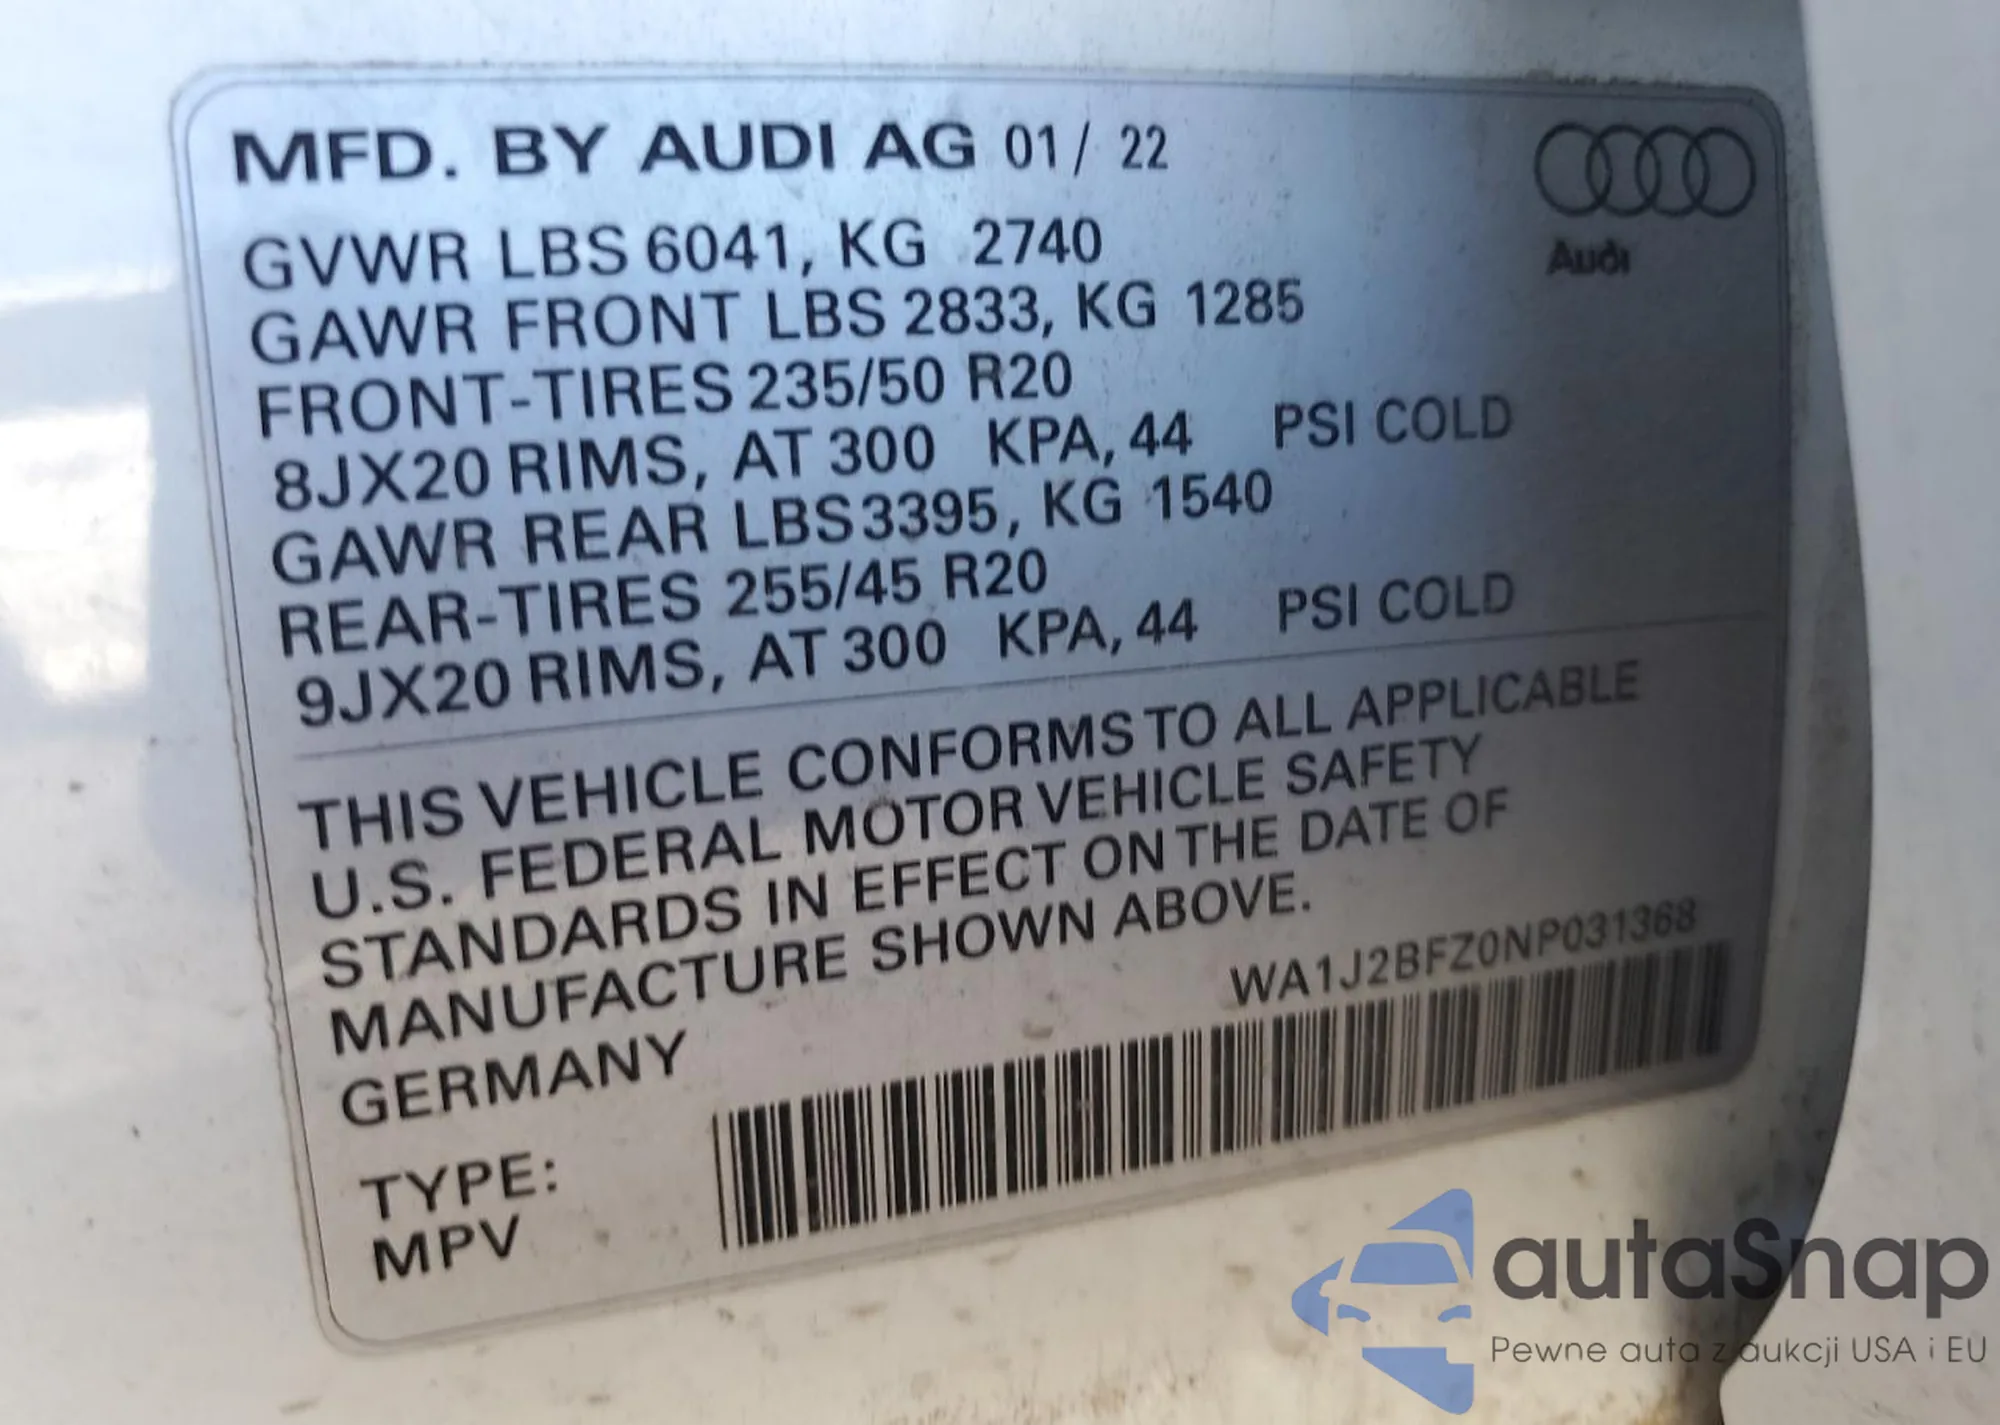 MFD. BY AUDI AG 01/ 22
Audi
GVWR LBS 6041, KG 2740
GAWR FRONT LBS 2833, KG 1285
FRONT-TIRES 235/50 R20
8JX20 RIMS, AT 300 KPA, 44 PSI COLD
GAWR REAR LBS3395, KG 1540
REAR-TIRES 255/45 R20
9JX20 RIMS, AT 300 KPA, 44 PSI COLD
THIS VEHICLE CONFORMS TO ALL APPLICABLE
U.S. FEDERAL MOTOR VEHICLE SAFETY
STANDARDS IN EFFECT ON THE DATE OF
MANUFACTURE SHOWN ABOVE.
WA1J2BFZ0NP031368
GERMANY
TYPE:
MPV
autaSnap
Pewne auta z aukcji USA i EU